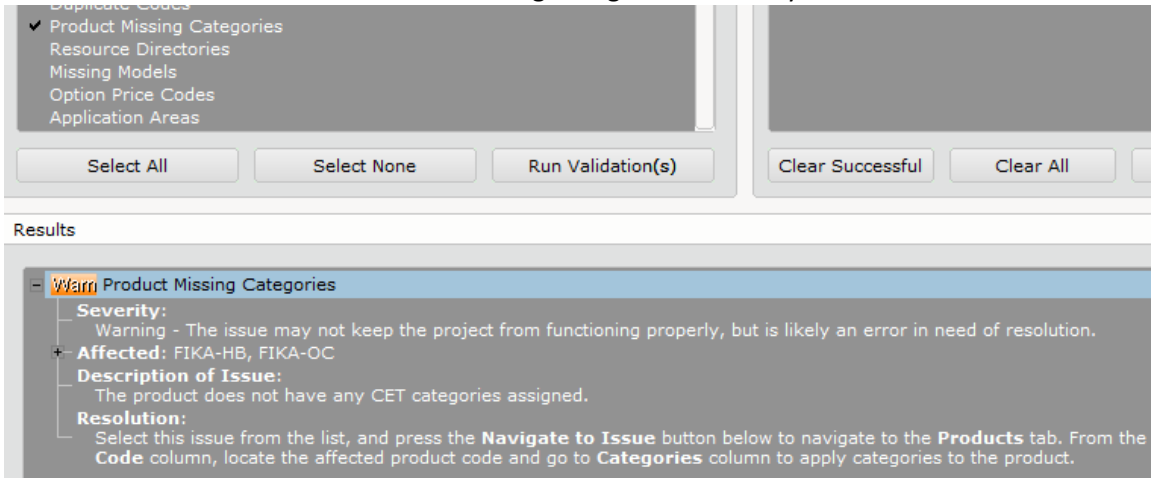 Duplicate Codes
✔ Product Missing Categories
Resource Directories
Missing Models
Option Price Codes
Application Areas
Select All
Select None
Run Validation(s)
Clear Successful
Clear All
Results
Warn Product Missing Categories
Severity:
Warning - The issue may not keep the project from functioning properly, but is likely an error in need of resolution.
Affected: FIKA-HB, FIKA-OC
Description of Issue:
The product does not have any CET categories assigned.
Resolution:
Select this issue from the list, and press the Navigate to Issue button below to navigate to the Products tab. From the
Code column, locate the affected product code and go to Categories column to apply categories to the product.